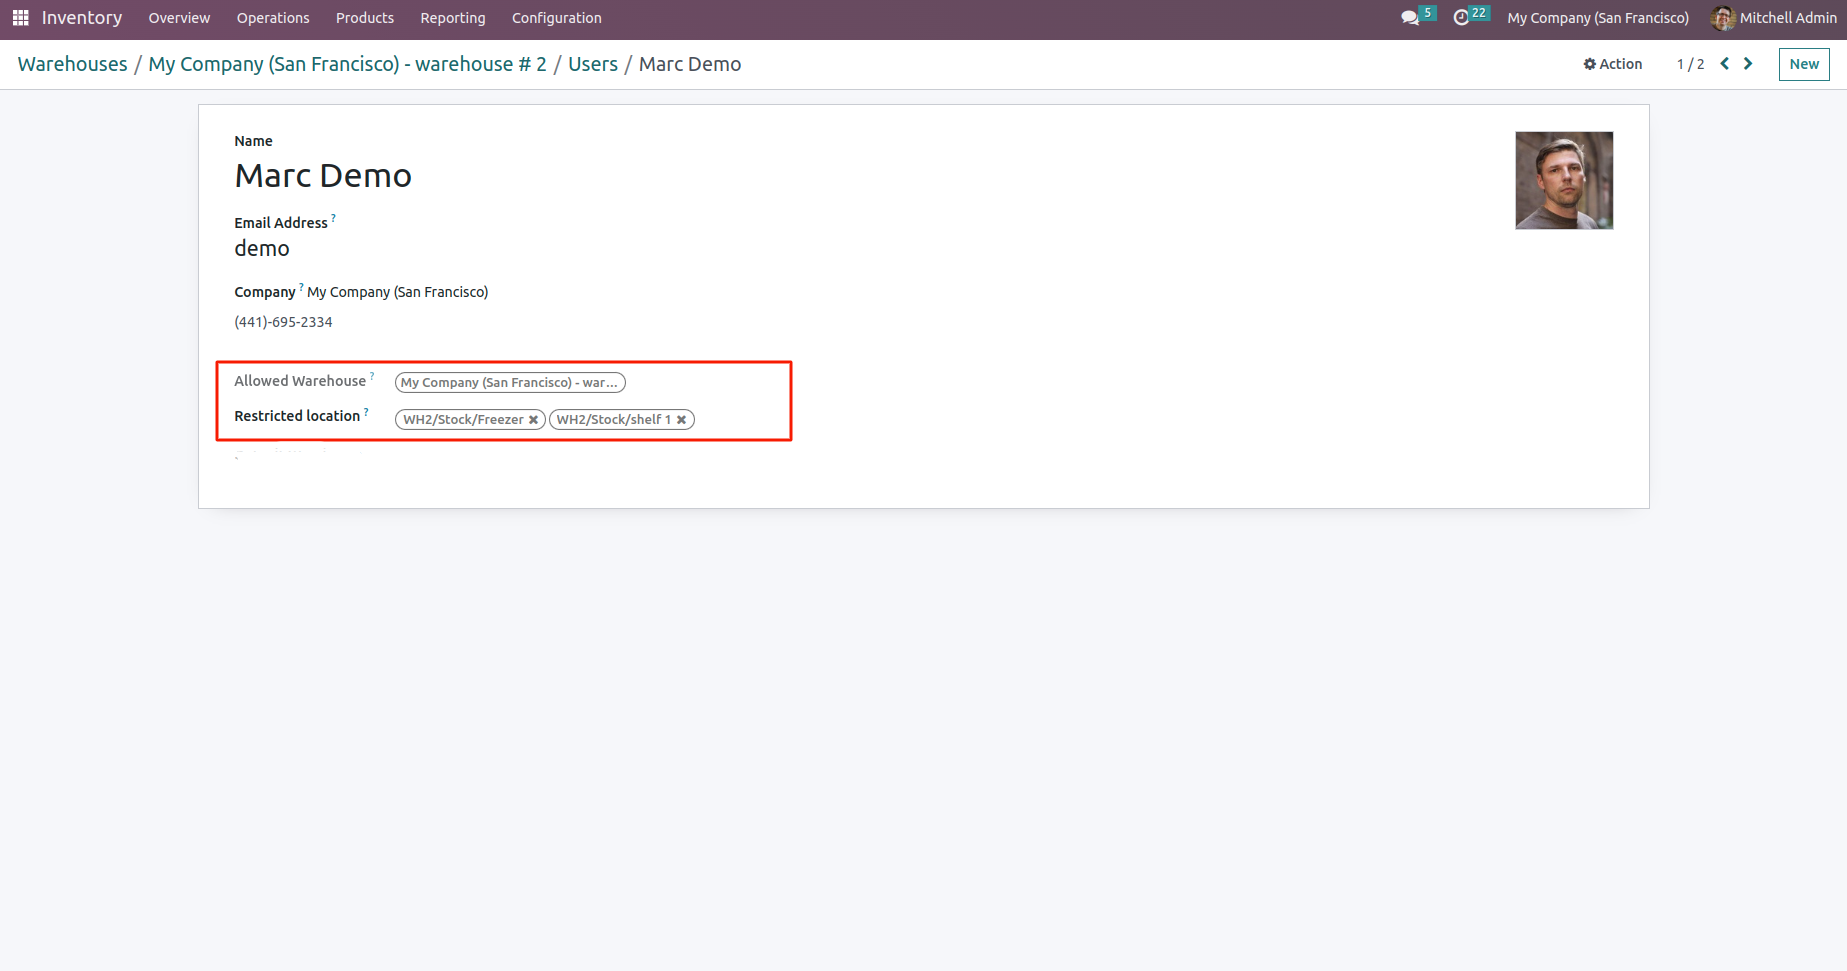 Inventory Overview Operations Products Reporting Configuration 5 22 My Company (San Francisco) Mitchell Admin
Warehouses / My Company (San Francisco) - warehouse # 2 / Users / Marc Demo Action 1 / 2 New
Name
Marc Demo
Email Address ?
demo
Company ? My Company (San Francisco)
(441)-695-2334
Allowed Warehouse ? My Company (San Francisco) - war...
Restricted location ? WH2/Stock/Freezer ✖ WH2/Stock/shelf 1 ✖